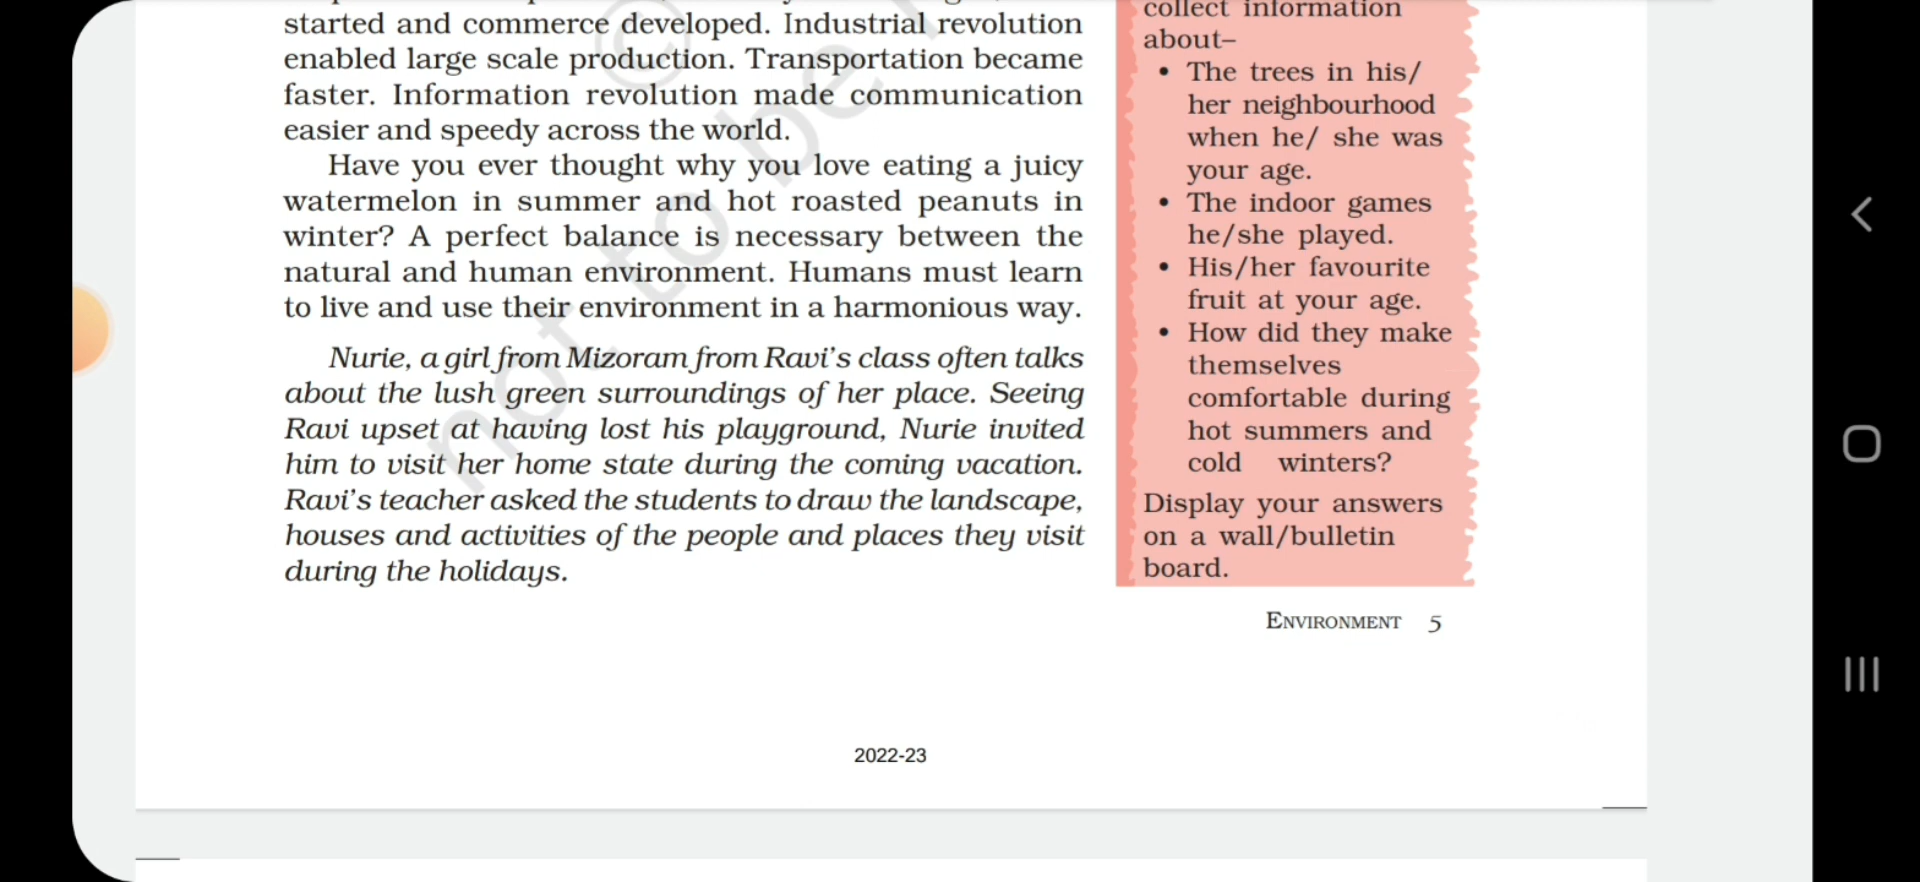 started and commerce developed. Industrial revolution
enabled large scale production. Transportation became
faster. Information revolution made communication
easier and speedy across the world.
Have you ever thought why you love eating a juicy
watermelon in summer and hot roasted peanuts in
winter? A perfect balance is necessary between the
natural and human environment. Humans must learn
to live and use their environment in a harmonious way.
Nurie, a girl from Mizoram from Ravi's class often talks
about the lush green surroundings of her place. Seeing
Ravi upset at having lost his playground, Nurie invited
him to visit her home state during the coming vacation.
Ravi's teacher asked the students to draw the landscape,
houses and activities of the people and places they visit
during the holidays.
collect information
about–
• The trees in his/
her neighbourhood
when he/ she was
your age.
• The indoor games
he/she played.
• His/her favourite
fruit at your age.
• How did they make
themselves
comfortable during
hot summers and
cold winters?
Display your answers
on a wall/bulletin
board.
ENVIRONMENT 5
2022-23
© not to be